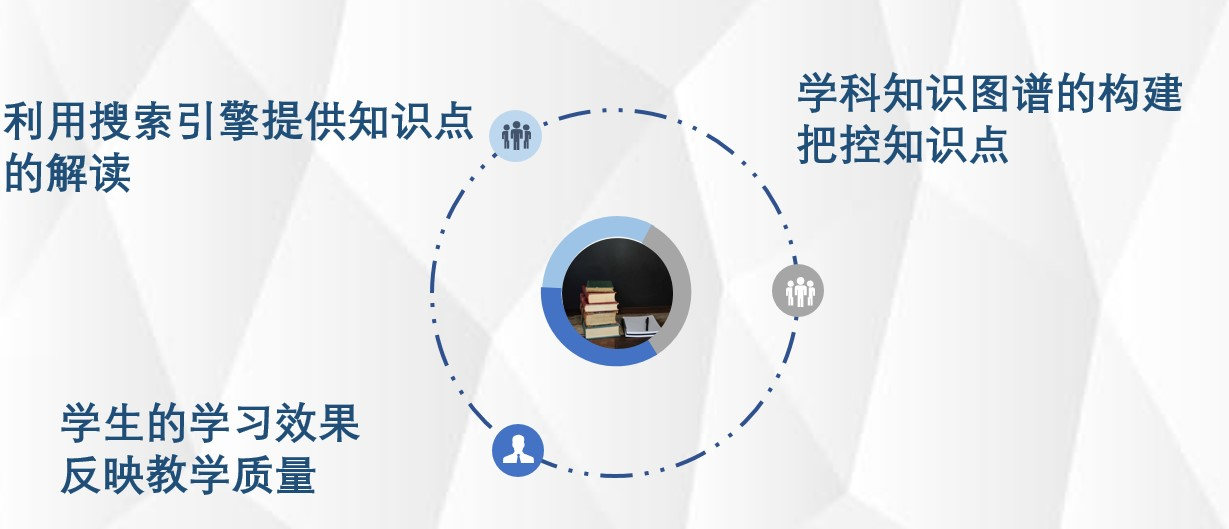 利用搜索引擎提供知识点
的解读
学科知识图谱的构建
把控知识点
学生的学习效果
反映教学质量